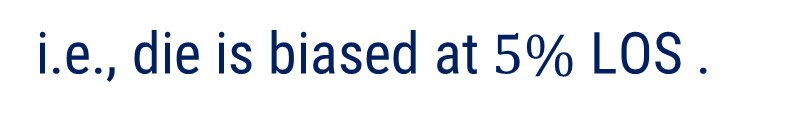 i.e., die is biased at 5% LOS .